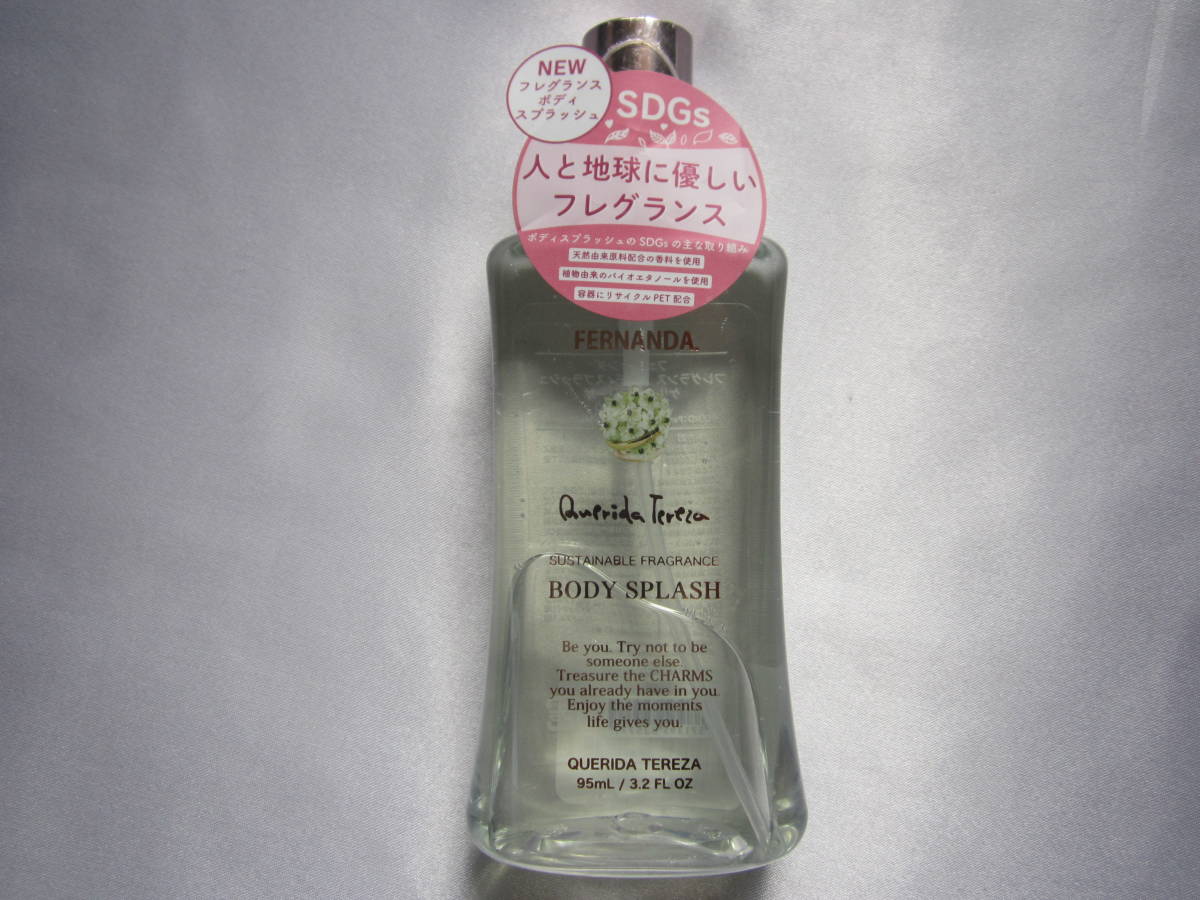 NEW
フレグランス
ボディ
スプラッシュ
SDGs
人と地球に優しい
フレグランス
ボディスプラッシュのSDGsの主な取り組み
天然由来原料配合の香料を使用
植物由来のバイオエタノールを使用
容器にリサイクルPET配合
FERNANDA.
Querida Tereza
SUSTAINABLE FRAGRANCE
BODY SPLASH
Be you. Try not to be
someone else.
Treasure the CHARMS
you already have in you.
Enjoy the moments
life gives you.
QUERIDA TEREZA
95mL / 3.2 FL OZ